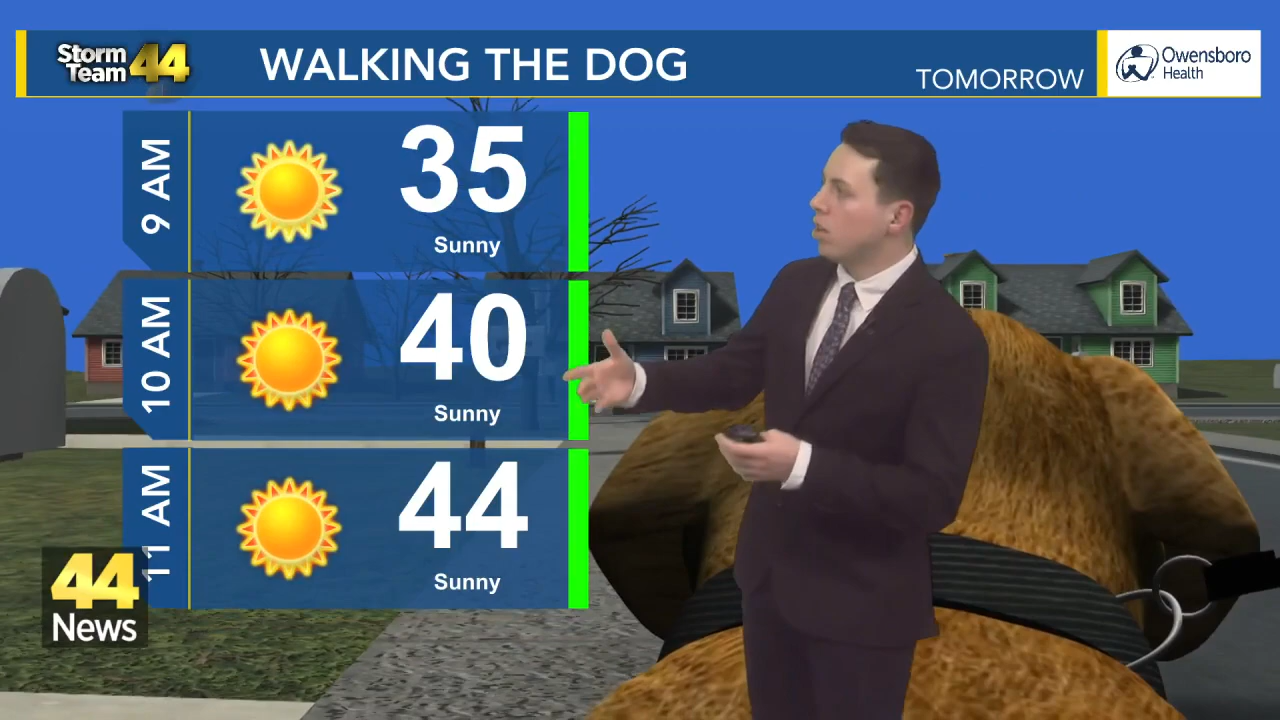 Storm
Team 44
WALKING THE DOG
TOMORROW
Owensboro
Health
9 AM
35
Sunny
10 AM
40
Sunny
11 AM
44
Sunny
44
News